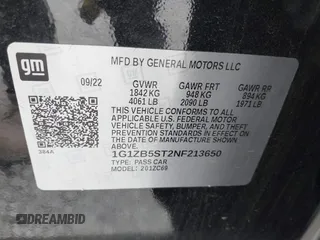 gm
MFD BY GENERAL MOTORS LLC
09/22 GVWR GAWR FRT GAWR RR
1842 KG 948 KG 894 KG
4061 LB 2090 LB 1971 LB
THIS VEHICLE CONFORMS TO ALL
APPLICABLE U.S. FEDERAL MOTOR
VEHICLE SAFETY, BUMPER, AND THEFT
PREVENTION STANDARDS IN EFFECT ON
THE DATE OF MANUFACTURE SHOWN ABOVE.
1G1ZB5ST2NF213650
TYPE: PASS CAR
MODEL: Z01ZC69
384A
DREAMBID